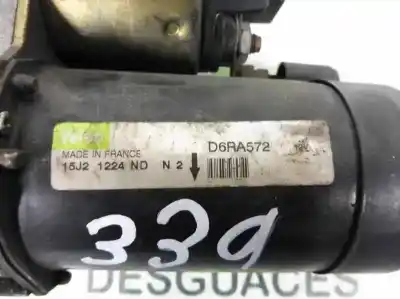 D6RA572
MADE IN FRANCE
15J2 1224 ND N 2
339
DESGUACES